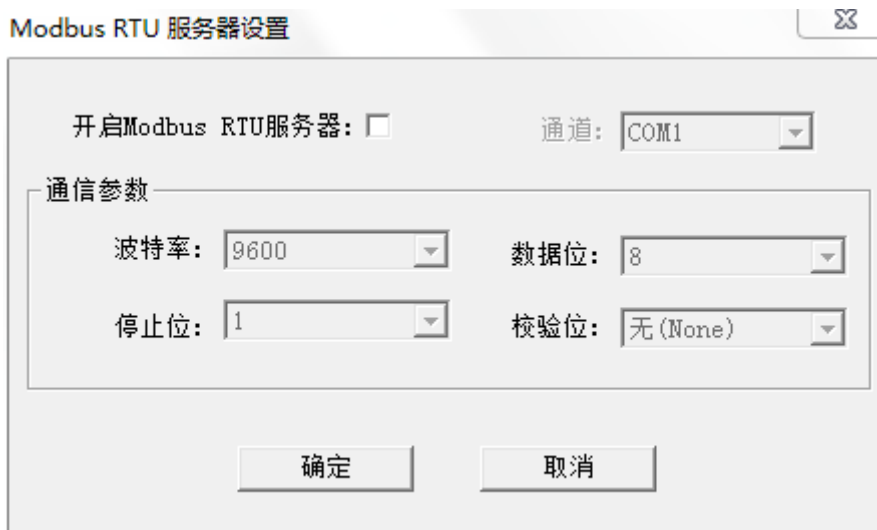 Modbus RTU 服务器设置
开启Modbus RTU服务器: 通道: COM1
通信参数
波特率: 9600 数据位: 8
停止位: 1 校验位: 无(None)
确定 取消